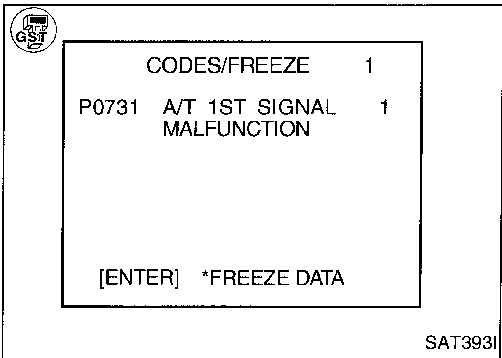 GST
CODES/FREEZE 1
P0731 A/T 1ST SIGNAL 1
MALFUNCTION
[ENTER] *FREEZE DATA
SAT393I